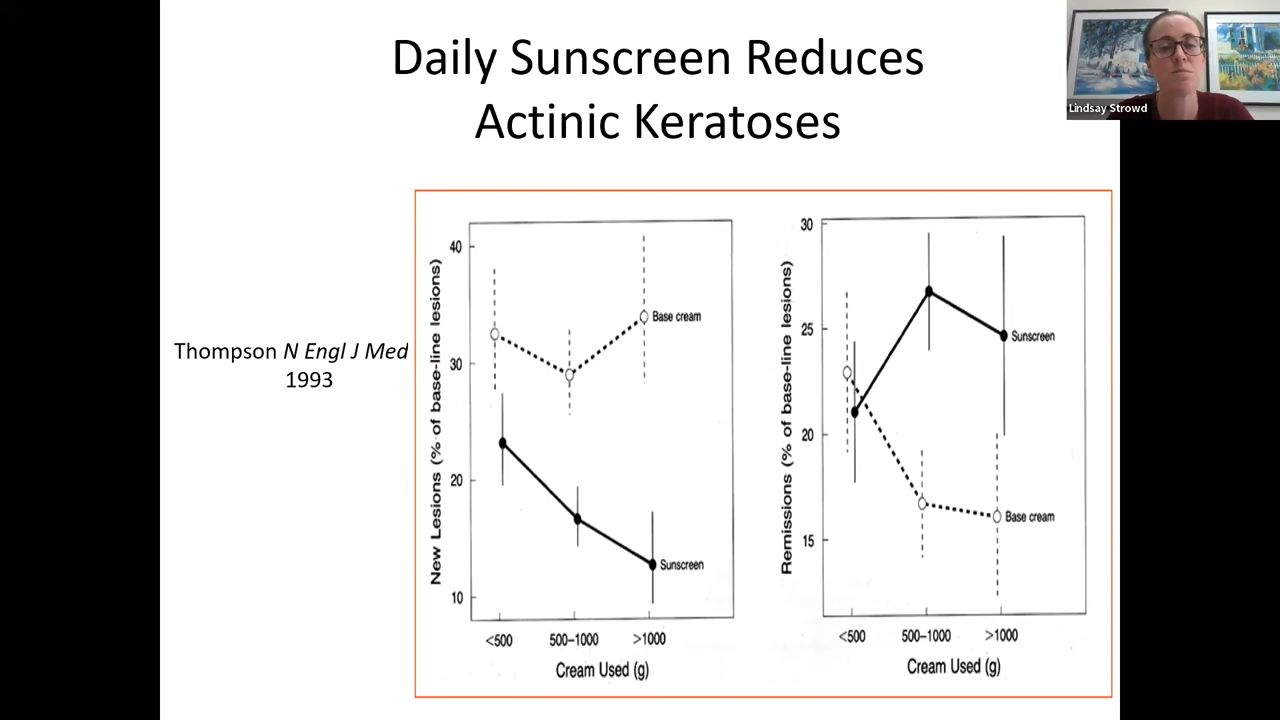 Daily Sunscreen Reduces
Actinic Keratoses
Lindsay Strowd
Thompson N Engl J Med
1993
New Lesions (% of base-line lesions)
40
30
20
10
Base cream
Sunscreen
<500
500–1000
>1000
Cream Used (g)
Remissions (% of base-line lesions)
30
25
20
15
Sunscreen
Base cream
<500
500–1000
>1000
Cream Used (g)